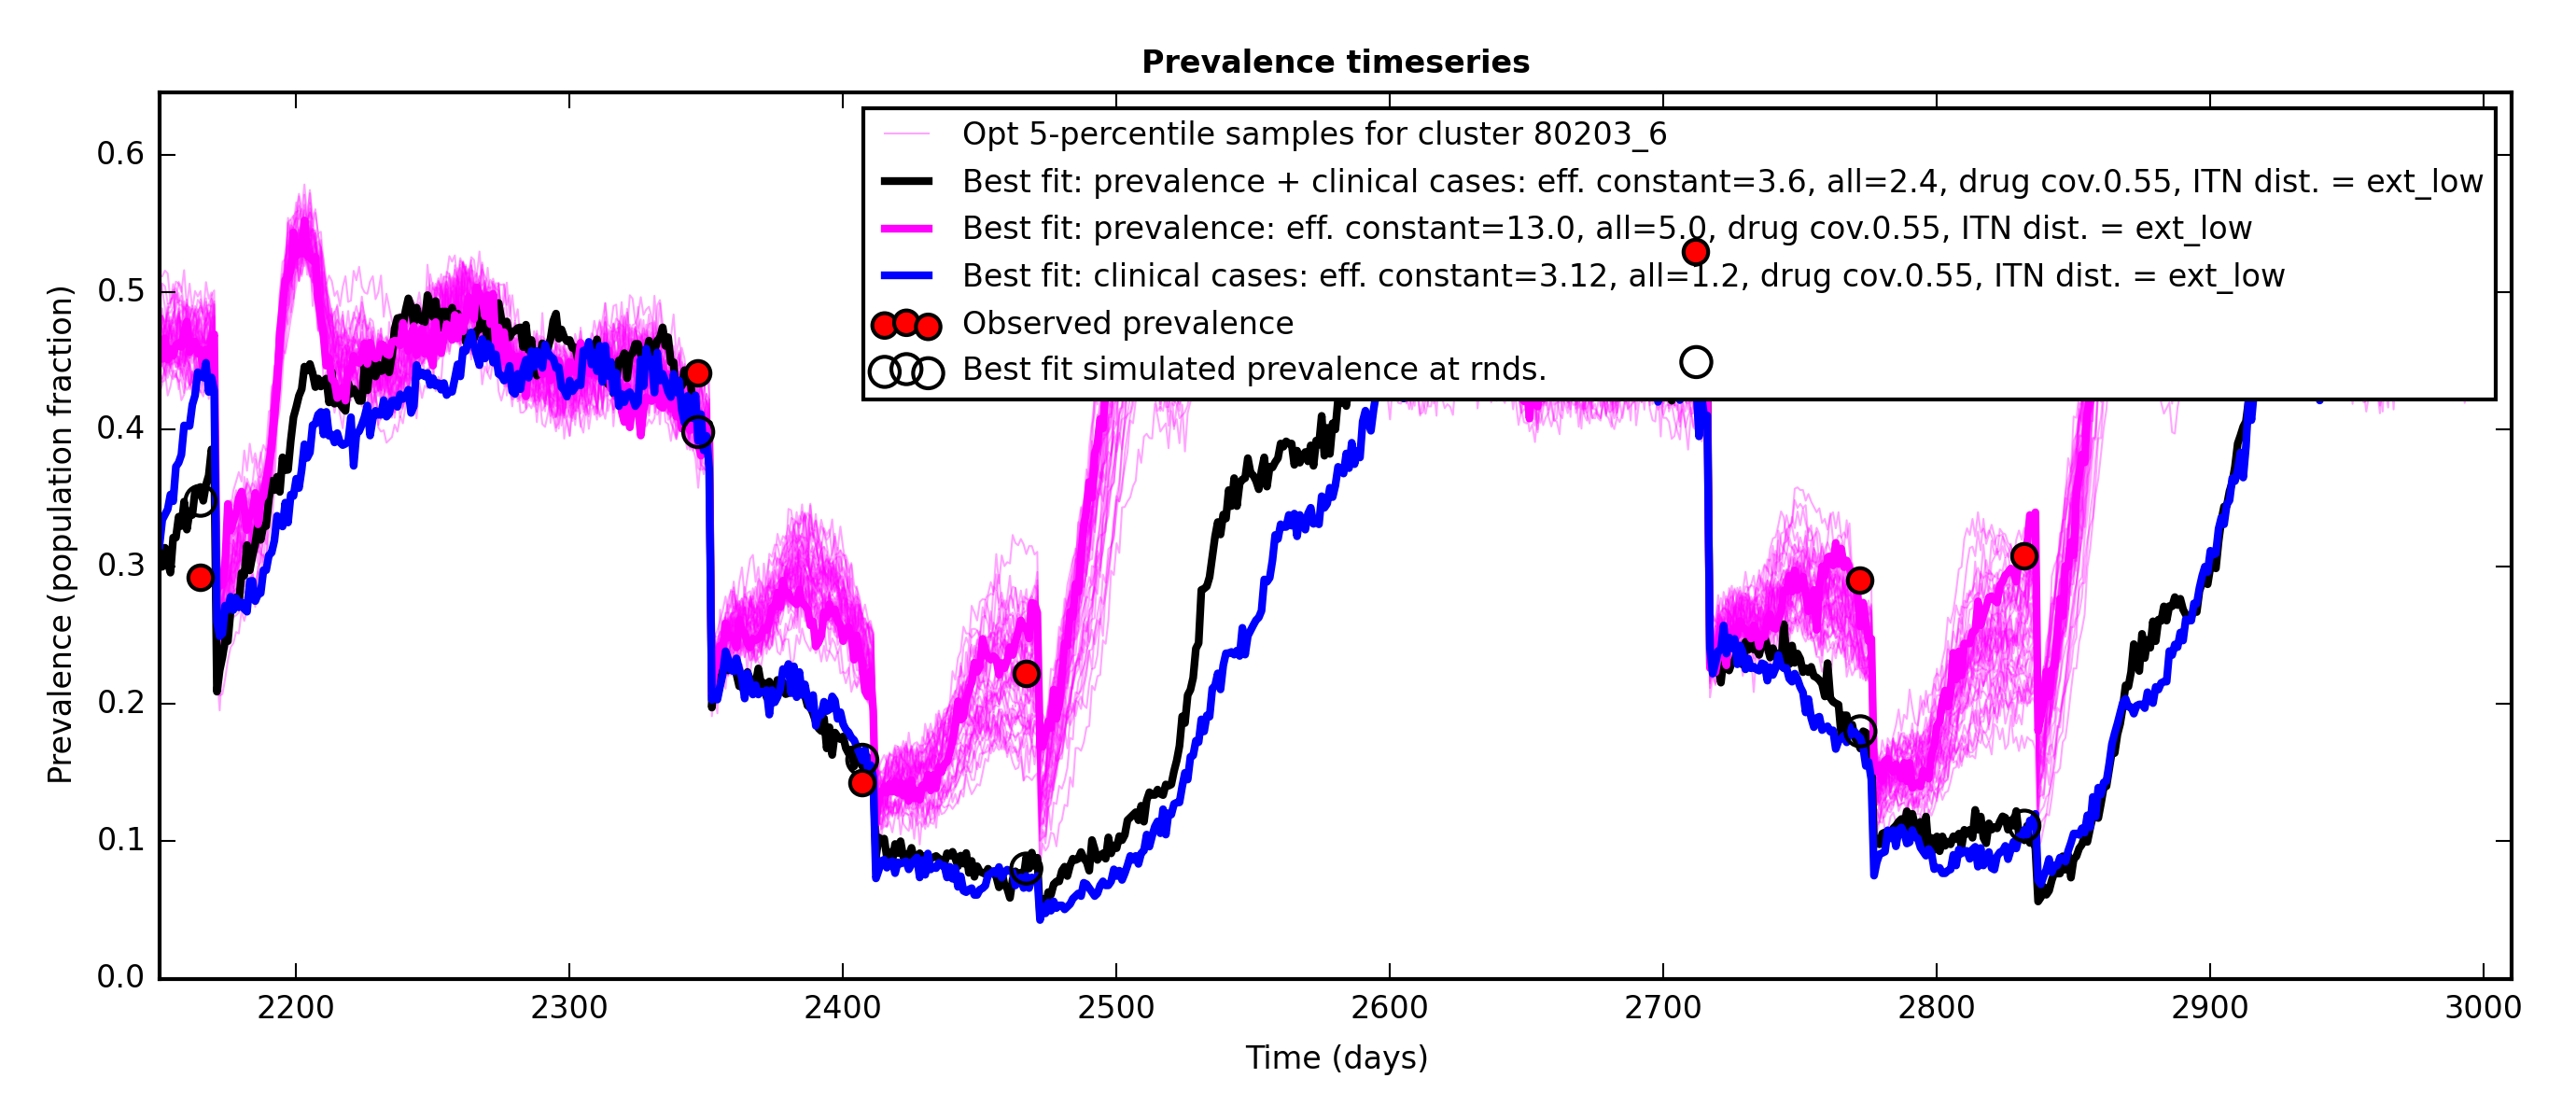 Prevalence timeseries
Opt 5-percentile samples for cluster 80203_6
Best fit: prevalence + clinical cases: eff. constant=3.6, all=2.4, drug cov.0.55, ITN dist. = ext_low
Best fit: prevalence: eff. constant=13.0, all=5.0, drug cov.0.55, ITN dist. = ext_low
Best fit: clinical cases: eff. constant=3.12, all=1.2, drug cov.0.55, ITN dist. = ext_low
Observed prevalence
Best fit simulated prevalence at rnds.
Prevalence (population fraction)
0.6
0.5
0.4
0.3
0.2
0.1
0.0
2200 2300 2400 2500 2600 2700 2800 2900 3000
Time (days)